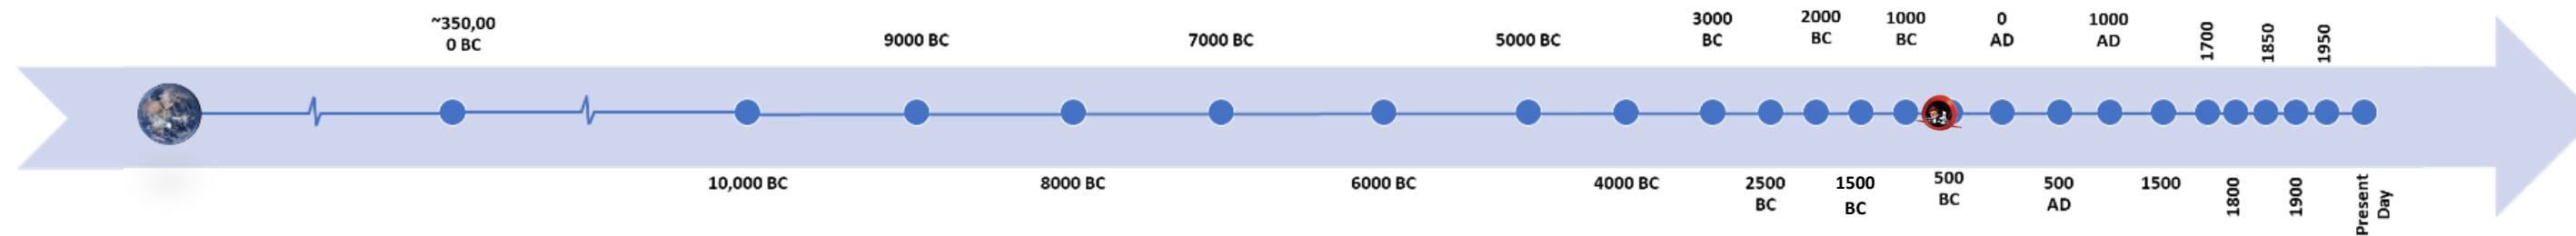 ~350,00
0 BC
9000 BC
7000 BC
5000 BC
3000
BC
2000
BC
1000
BC
0
AD
1000
AD
1700
1850
1950
10,000 BC
8000 BC
6000 BC
4000 BC
2500
BC
1500
BC
500
BC
500
AD
1500
1800
1900
Present
Day